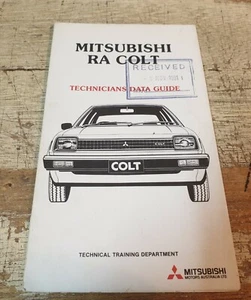 MITSUBISHI
RA COLT
RECEIVED
TECHNICIANS DATA GUIDE
COLT
TECHNICAL TRAINING DEPARTMENT
MITSUBISHI
MOTORS AUSTRALIA LTD